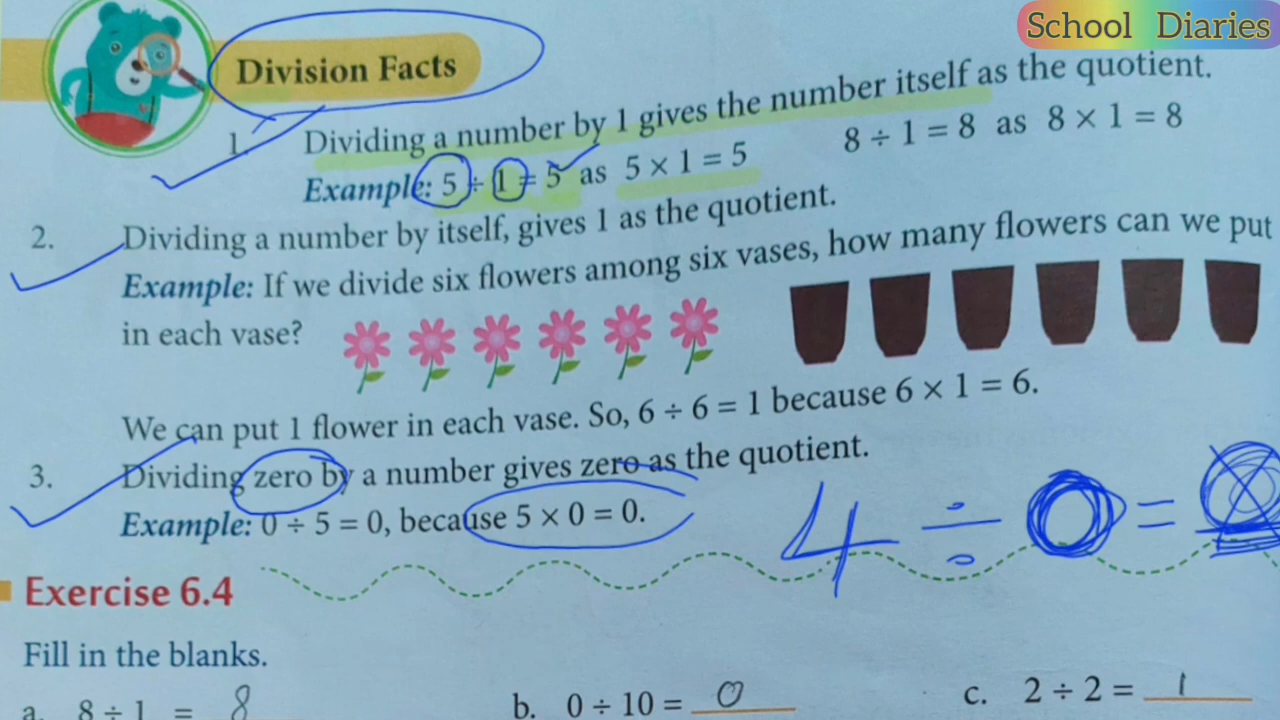 School Diaries
Division Facts
1. Dividing a number by 1 gives the number itself as the quotient.
Example: 5 ÷ 1 = 5 as 5 × 1 = 5 8 ÷ 1 = 8 as 8 × 1 = 8
2. Dividing a number by itself, gives 1 as the quotient.
Example: If we divide six flowers among six vases, how many flowers can we put
in each vase?
We can put 1 flower in each vase. So, 6 ÷ 6 = 1 because 6 × 1 = 6.
3. Dividing zero by a number gives zero as the quotient.
Example: 0 ÷ 5 = 0, because 5 × 0 = 0.
4 ÷ 0 =
Exercise 6.4
Fill in the blanks.
a. 8 ÷ 1 = 8 b. 0 ÷ 10 = 0 c. 2 ÷ 2 = 1